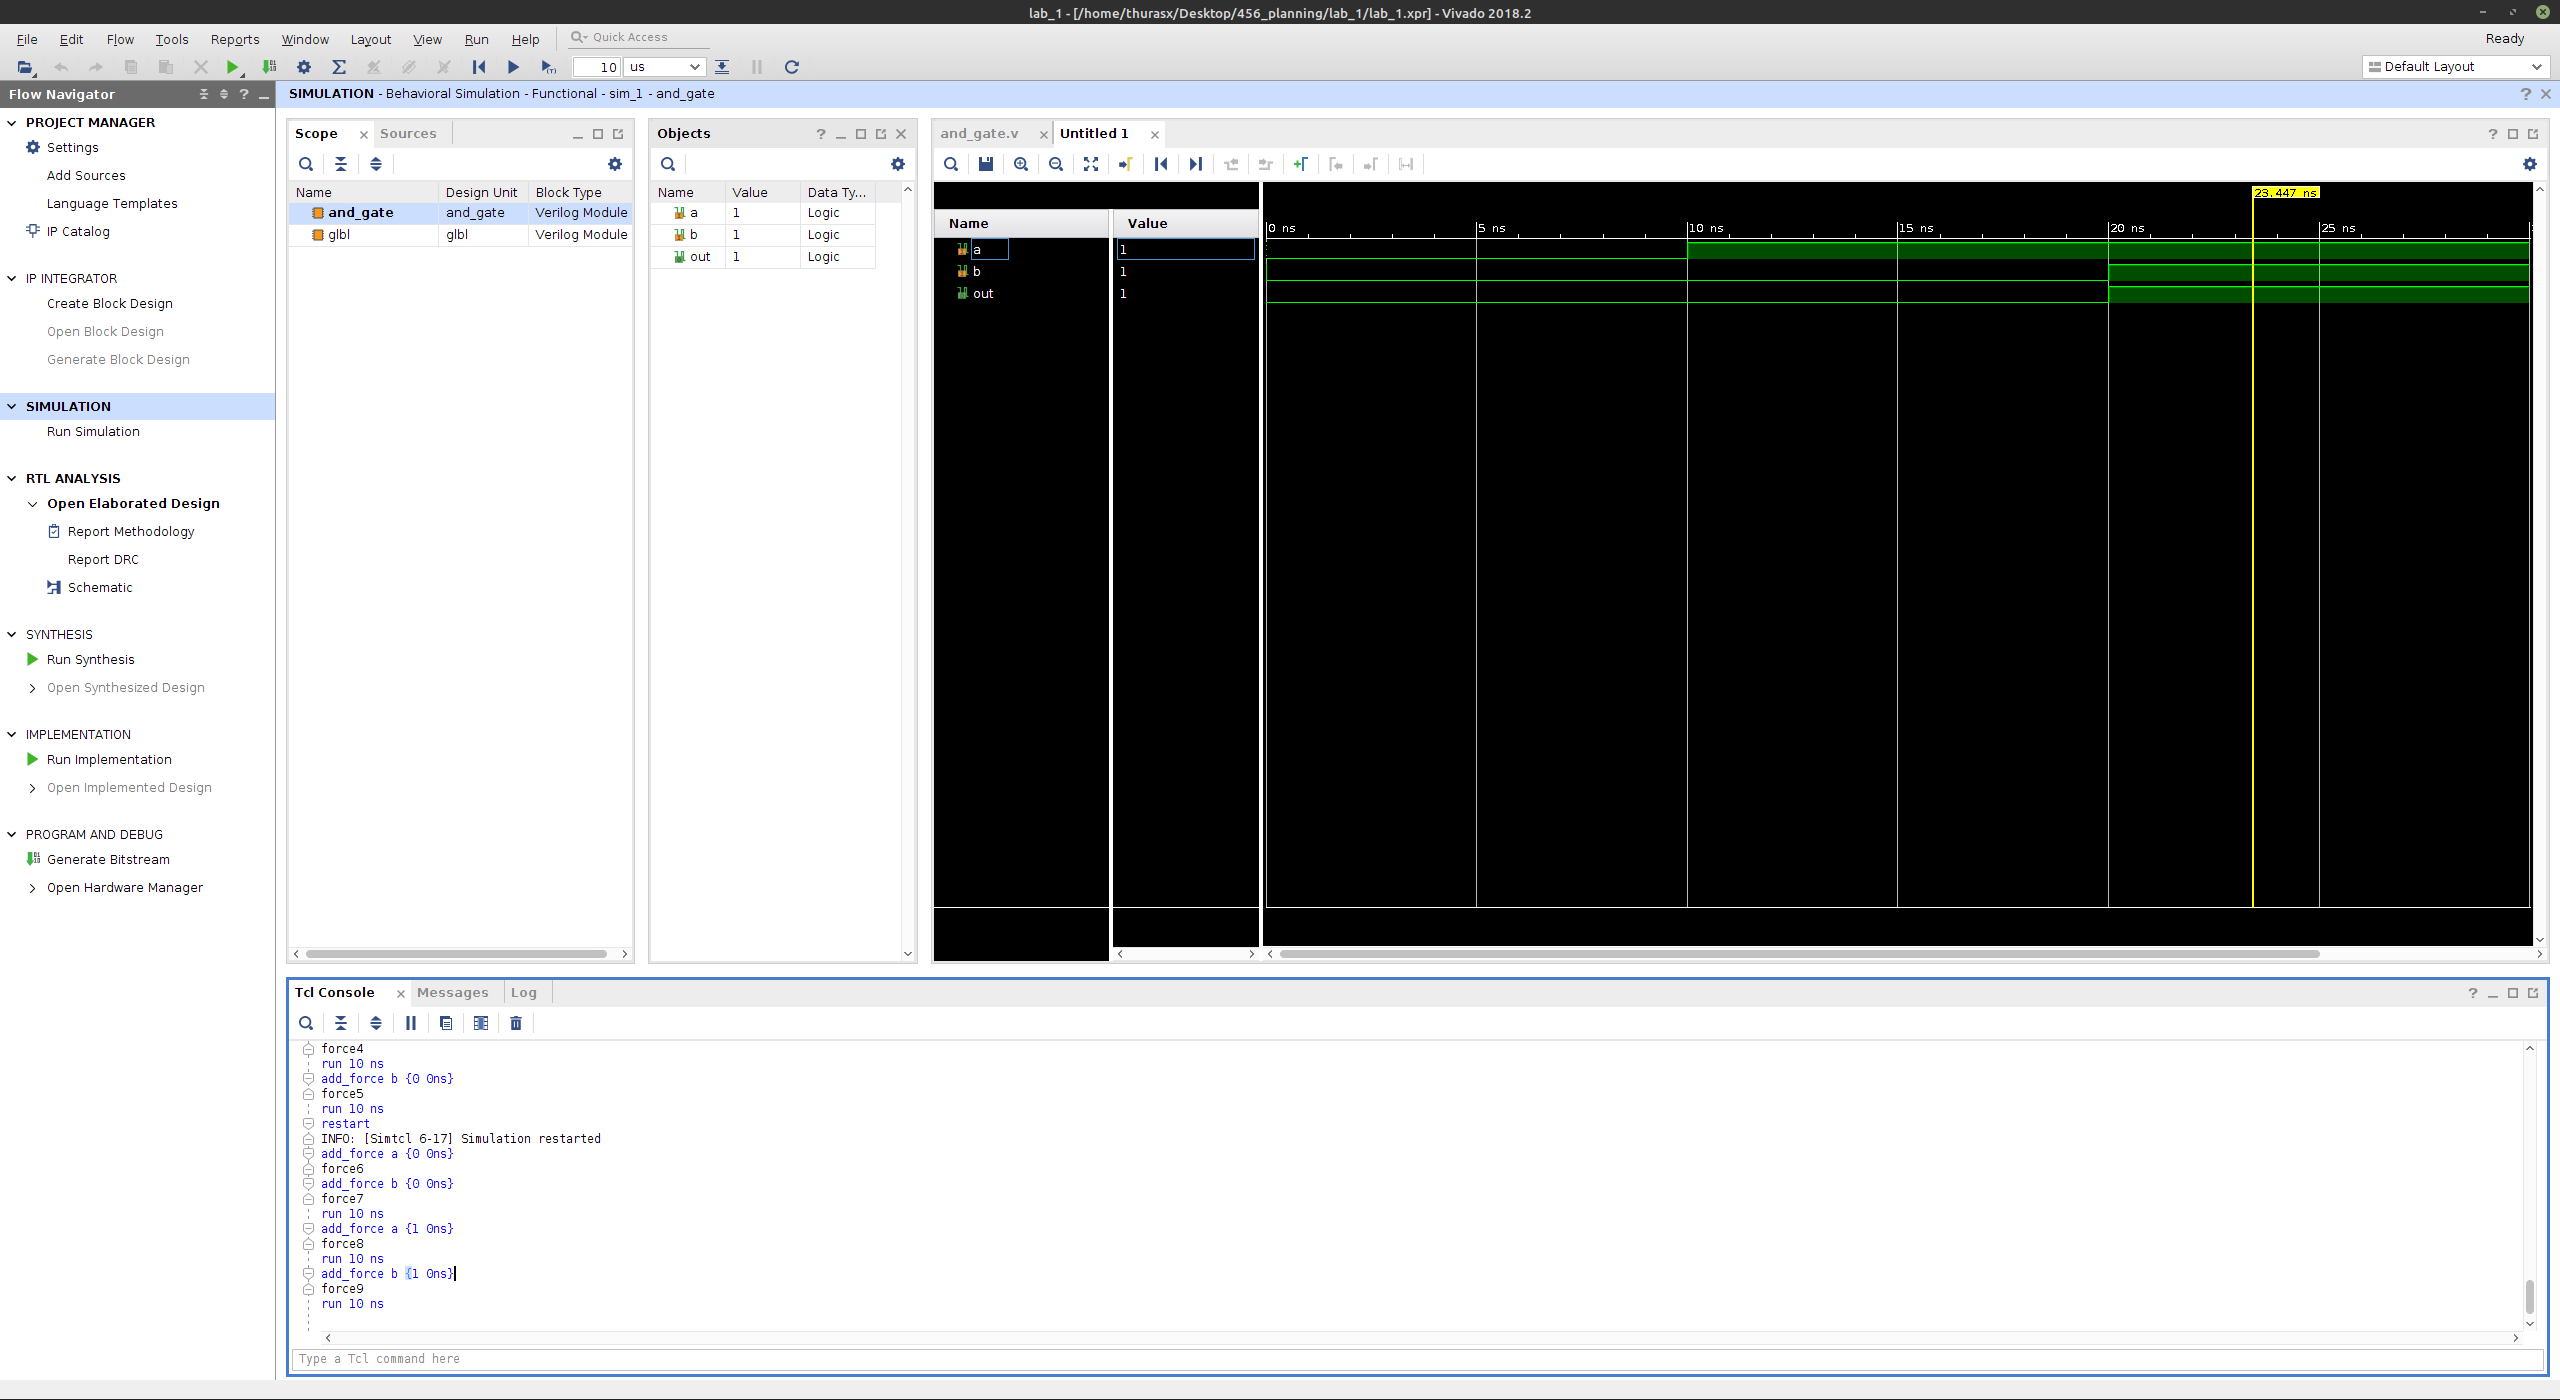 lab_1 - [/home/thurasx/Desktop/456_planning/lab_1/lab_1.xpr] - Vivado 2018.2
File Edit Flow Tools Reports Window Layout View Run Help Quick Access
Ready
10 us
Default Layout
Flow Navigator
SIMULATION - Behavioral Simulation - Functional - sim_1 - and_gate
PROJECT MANAGER
Settings
Add Sources
Language Templates
IP Catalog
IP INTEGRATOR
Create Block Design
Open Block Design
Generate Block Design
SIMULATION
Run Simulation
RTL ANALYSIS
Open Elaborated Design
Report Methodology
Report DRC
Schematic
SYNTHESIS
Run Synthesis
Open Synthesized Design
IMPLEMENTATION
Run Implementation
Open Implemented Design
PROGRAM AND DEBUG
Generate Bitstream
Open Hardware Manager
Scope Sources
Name Design Unit Block Type
and_gate and_gate Verilog Module
glbl glbl Verilog Module
Objects
Name Value Data Ty...
a 1 Logic
b 1 Logic
out 1 Logic
and_gate.v Untitled 1
23.447 ns
Name Value
0 ns 5 ns 10 ns 15 ns 20 ns 25 ns
a 1
b 1
out 1
Tcl Console Messages Log
force4
run 10 ns
add_force b {0 0ns}
force5
run 10 ns
restart
INFO: [Simtcl 6-17] Simulation restarted
add_force a {0 0ns}
force6
add_force b {0 0ns}
force7
run 10 ns
add_force a {1 0ns}
force8
run 10 ns
add_force b {1 0ns}
force9
run 10 ns
Type a Tcl command here